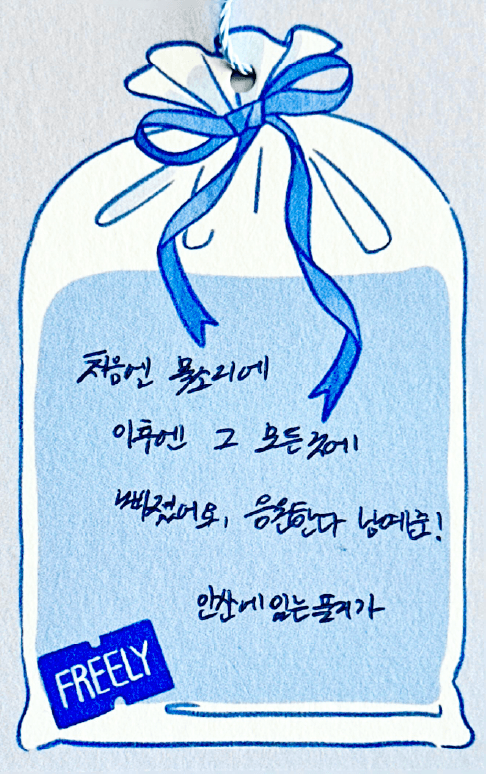 처음엔 목소리에
이후엔 그 모든 것에
빠졌어요, 응원한다 남예준!
안산에 있는 플리가
FREELY